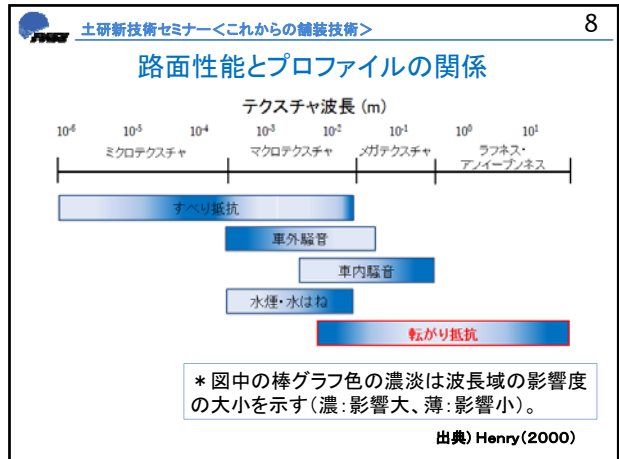 土研新技術セミナー<これからの舗装技術>
8
路面性能とプロファイルの関係
テクスチャ波長 (m)
10⁻⁶ 10⁻⁵ 10⁻⁴ 10⁻³ 10⁻² 10⁻¹ 10⁰ 10¹
ミクロテクスチャ マクロテクスチャ メガテクスチャ ラフネス・
アンイーブンネス
すべり抵抗
車外騒音
車内騒音
水煙・水はね
転がり抵抗
*図中の棒グラフ色の濃淡は波長域の影響度
の大小を示す(濃:影響大、薄:影響小)。
出典) Henry(2000)